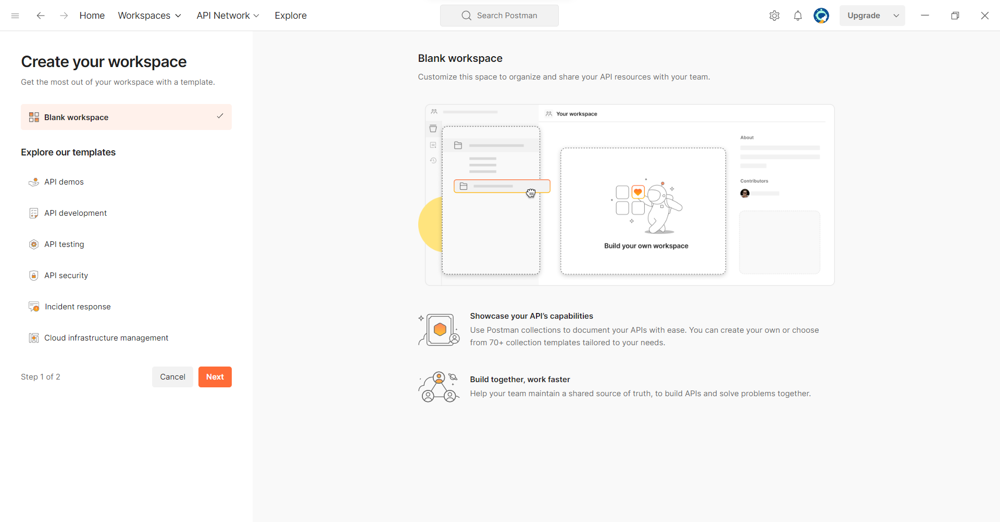 Home Workspaces API Network Explore Search Postman Upgrade
Create your workspace
Get the most out of your workspace with a template.
Blank workspace
Explore our templates
API demos
API development
API testing
API security
Incident response
Cloud infrastructure management
Step 1 of 2 Cancel Next
Blank workspace
Customize this space to organize and share your API resources with your team.
Your workspace
About
Contributors
Build your own workspace
Showcase your API's capabilities
Use Postman collections to document your APIs with ease. You can create your own or choose
from 70+ collection templates tailored to your needs.
Build together, work faster
Help your team maintain a shared source of truth, to build APIs and solve problems together.